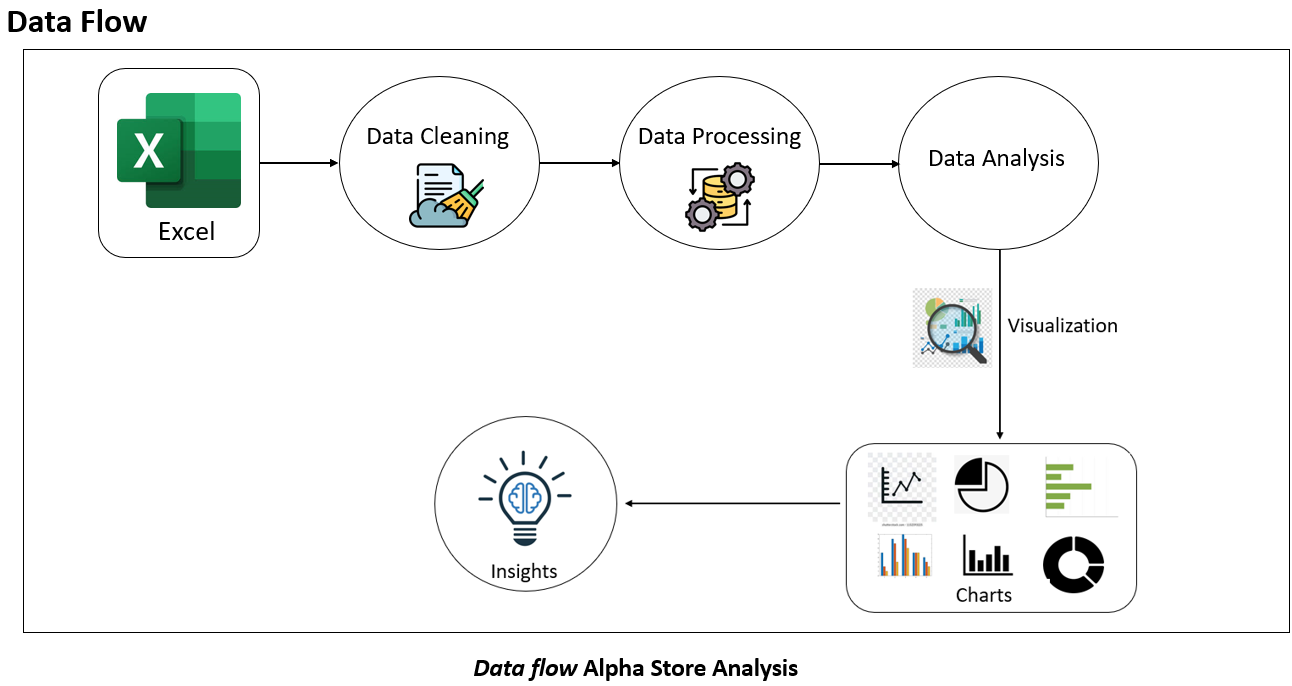 Data Flow
X
Excel
Data Cleaning
Data Processing
Data Analysis
Visualization
Charts
Insights
Data flow Alpha Store Analysis